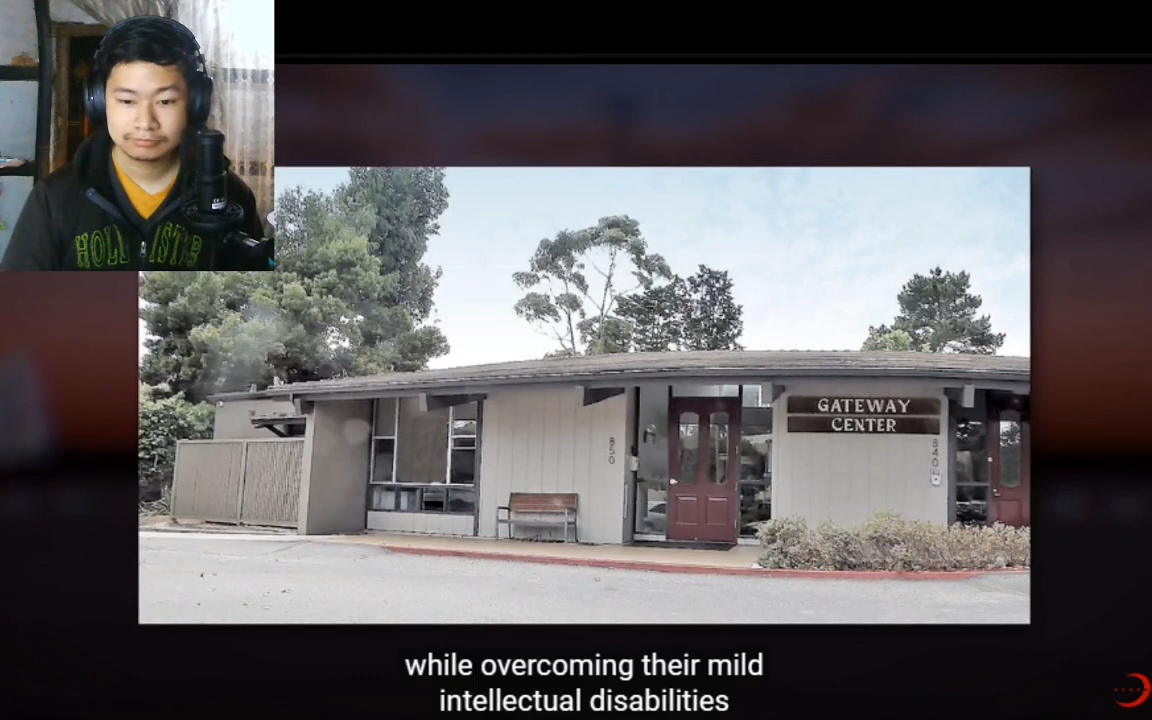 HOLLISTER
GATEWAY
CENTER
850
840
while overcoming their mild
intellectual disabilities